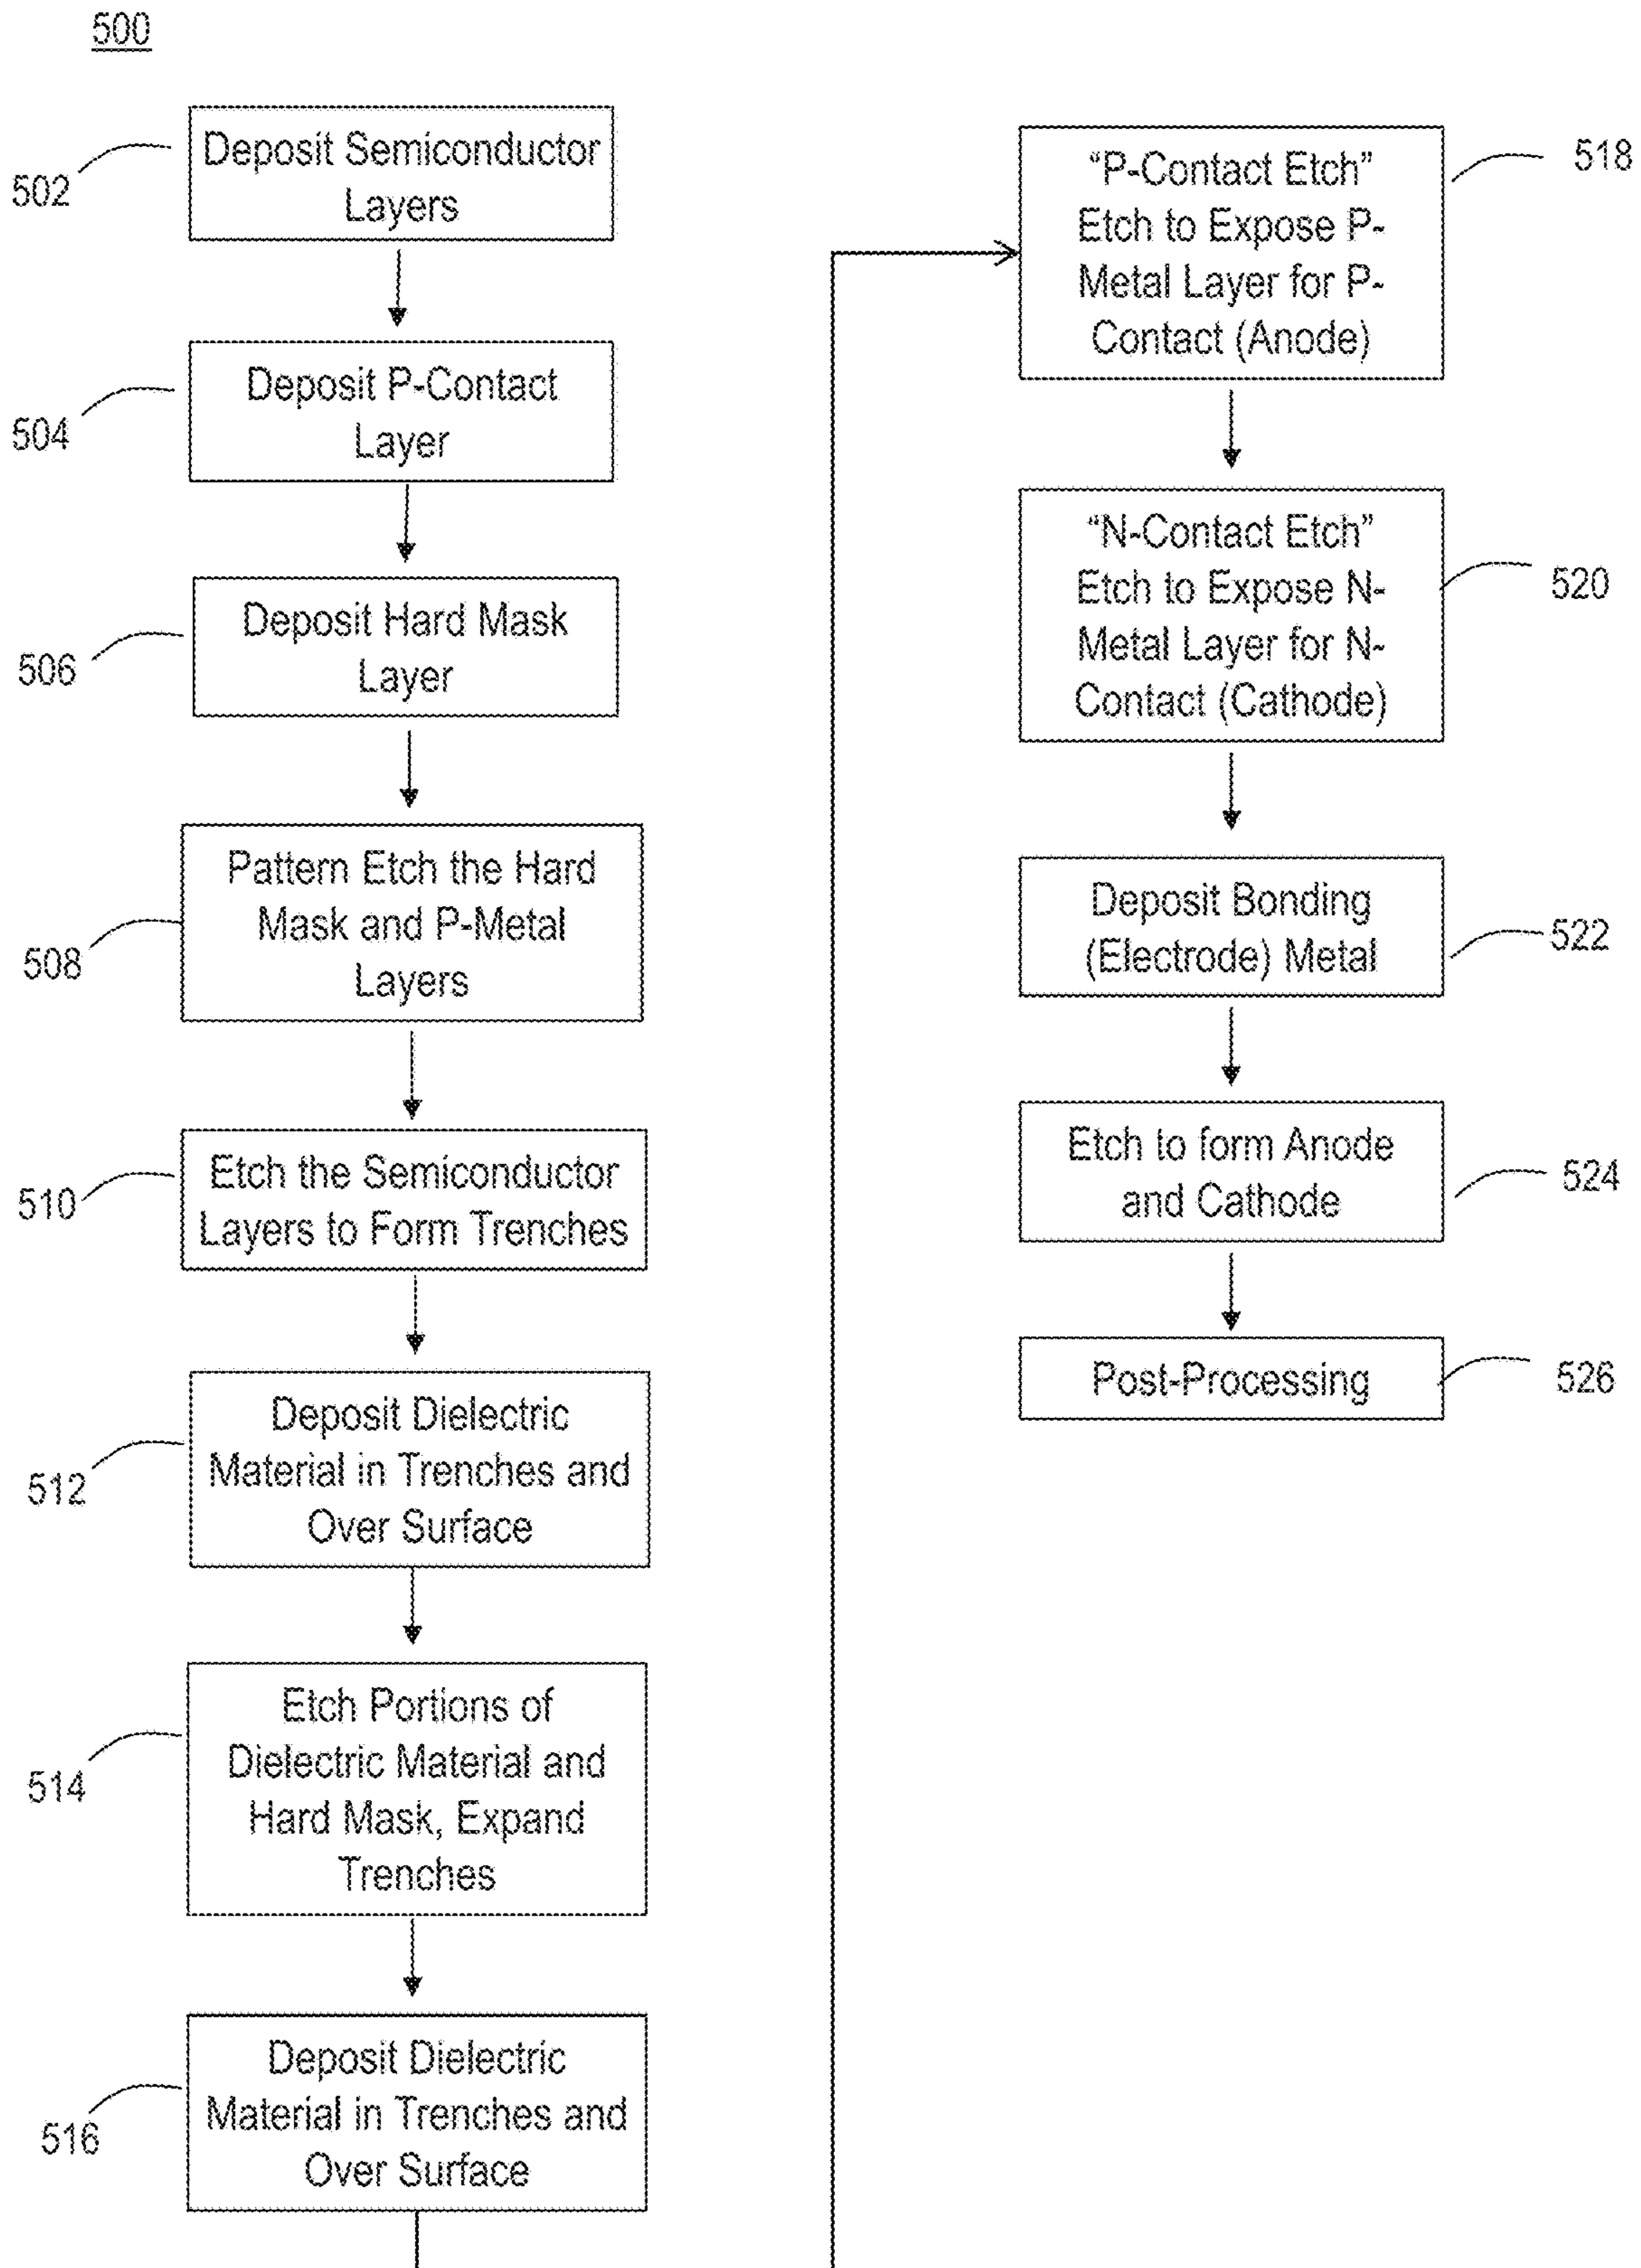 500
502
Deposit Semiconductor
Layers
504
Deposit P-Contact
Layer
506
Deposit Hard Mask
Layer
508
Pattern Etch the Hard
Mask and P-Metal
Layers
510
Etch the Semiconductor
Layers to Form Trenches
512
Deposit Dielectric
Material in Trenches and
Over Surface
514
Etch Portions of
Dielectric Material and
Hard Mask, Expand
Trenches
516
Deposit Dielectric
Material in Trenches and
Over Surface
518
“P-Contact Etch”
Etch to Expose P-
Metal Layer for P-
Contact (Anode)
520
“N-Contact Etch”
Etch to Expose N-
Metal Layer for N-
Contact (Cathode)
522
Deposit Bonding
(Electrode) Metal
524
Etch to form Anode
and Cathode
526
Post-Processing